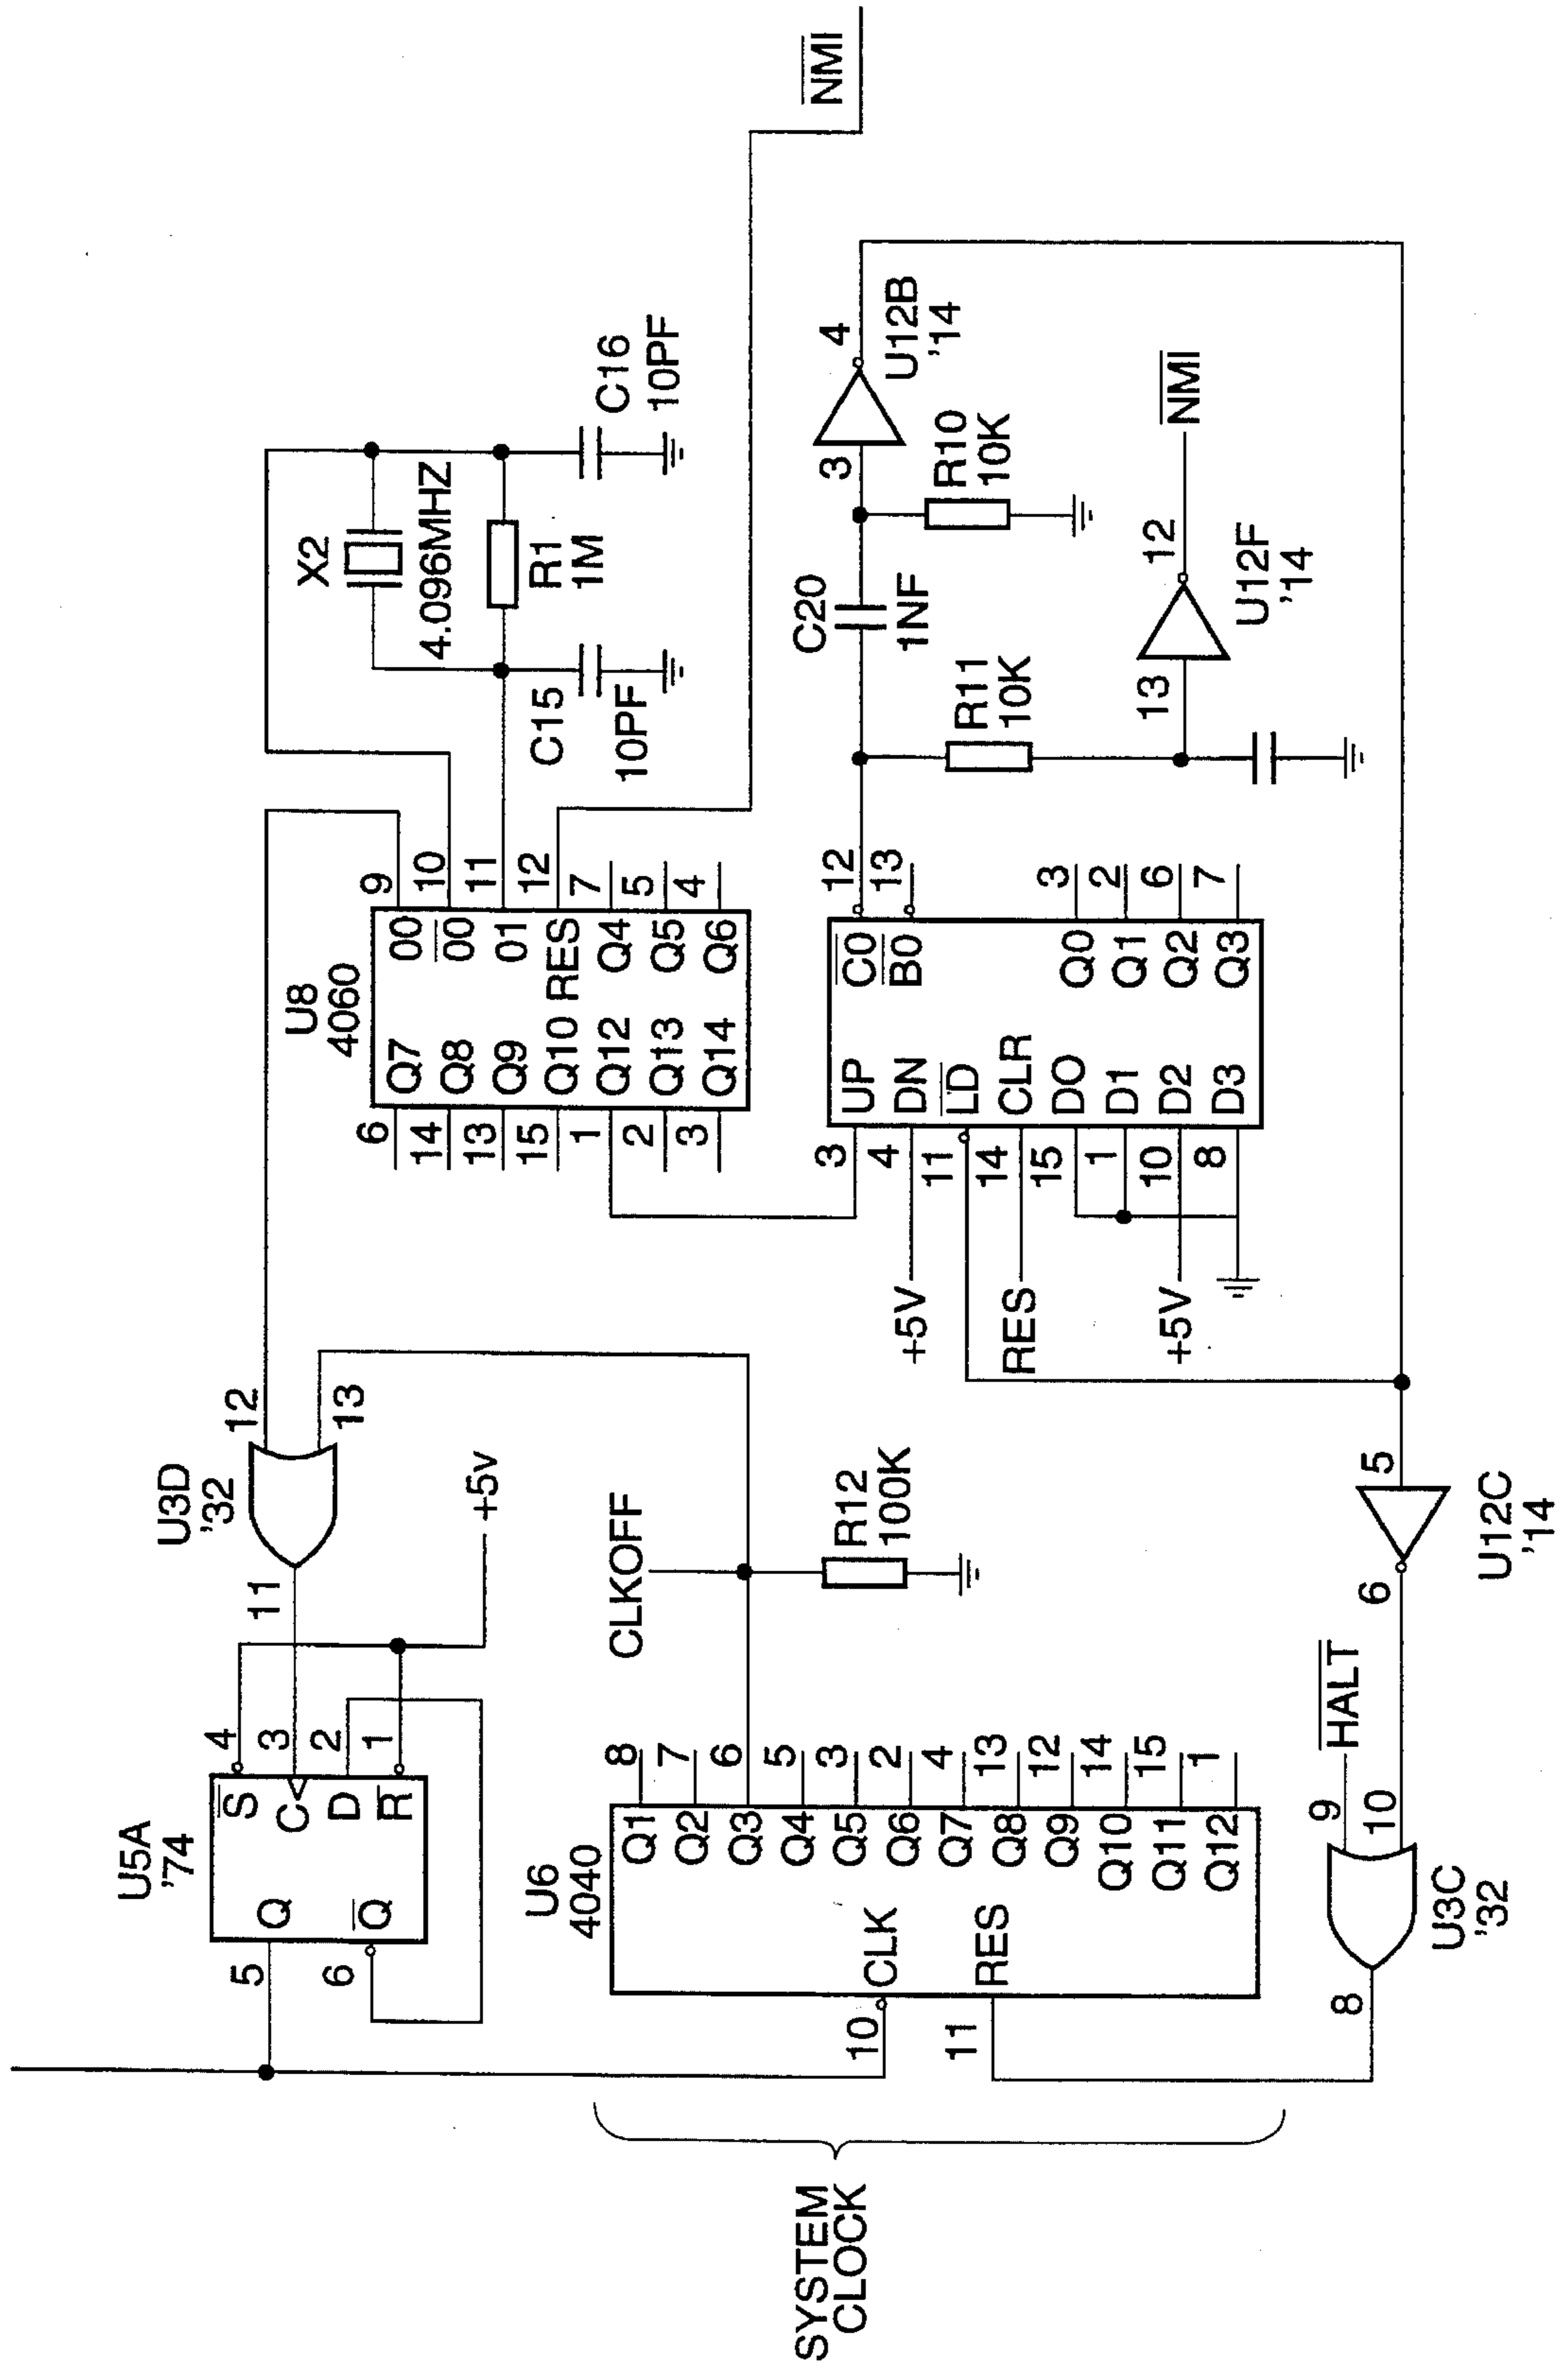 SYSTEM
CLOCK
U5A
'74
Q
Q
S
C
D
R
5
6
4
3
2
1
+5v
U3D
'32
11
12
13
U6
4040
CLK
RES
10
11
Q1
Q2
Q3
Q4
Q5
Q6
Q7
Q8
Q9
Q10
Q11
Q12
8
7
6
5
3
2
4
13
12
14
15
1
CLKOFF
R12
100K
U3C
'32
8
9
10
HALT
U12C
'14
6
5
U8
4060
6
14
13
15
1
2
3
Q7
Q8
Q9
Q10
Q12
Q13
Q14
00
00
01
RES
Q4
Q5
Q6
9
10
11
12
7
5
4
X2
4.096MHZ
R1
1M
C15
10PF
C16
10PF
NMI
+5V
RES
+5V
3
4
11
14
15
1
10
8
UP
DN
LD
CLR
DO
D1
D2
D3
C0
B0
Q0
Q1
Q2
Q3
12
13
3
2
6
7
C20
1NF
R11
10K
R10
10K
3
4
U12B
'14
13
12
U12F
'14
NMI